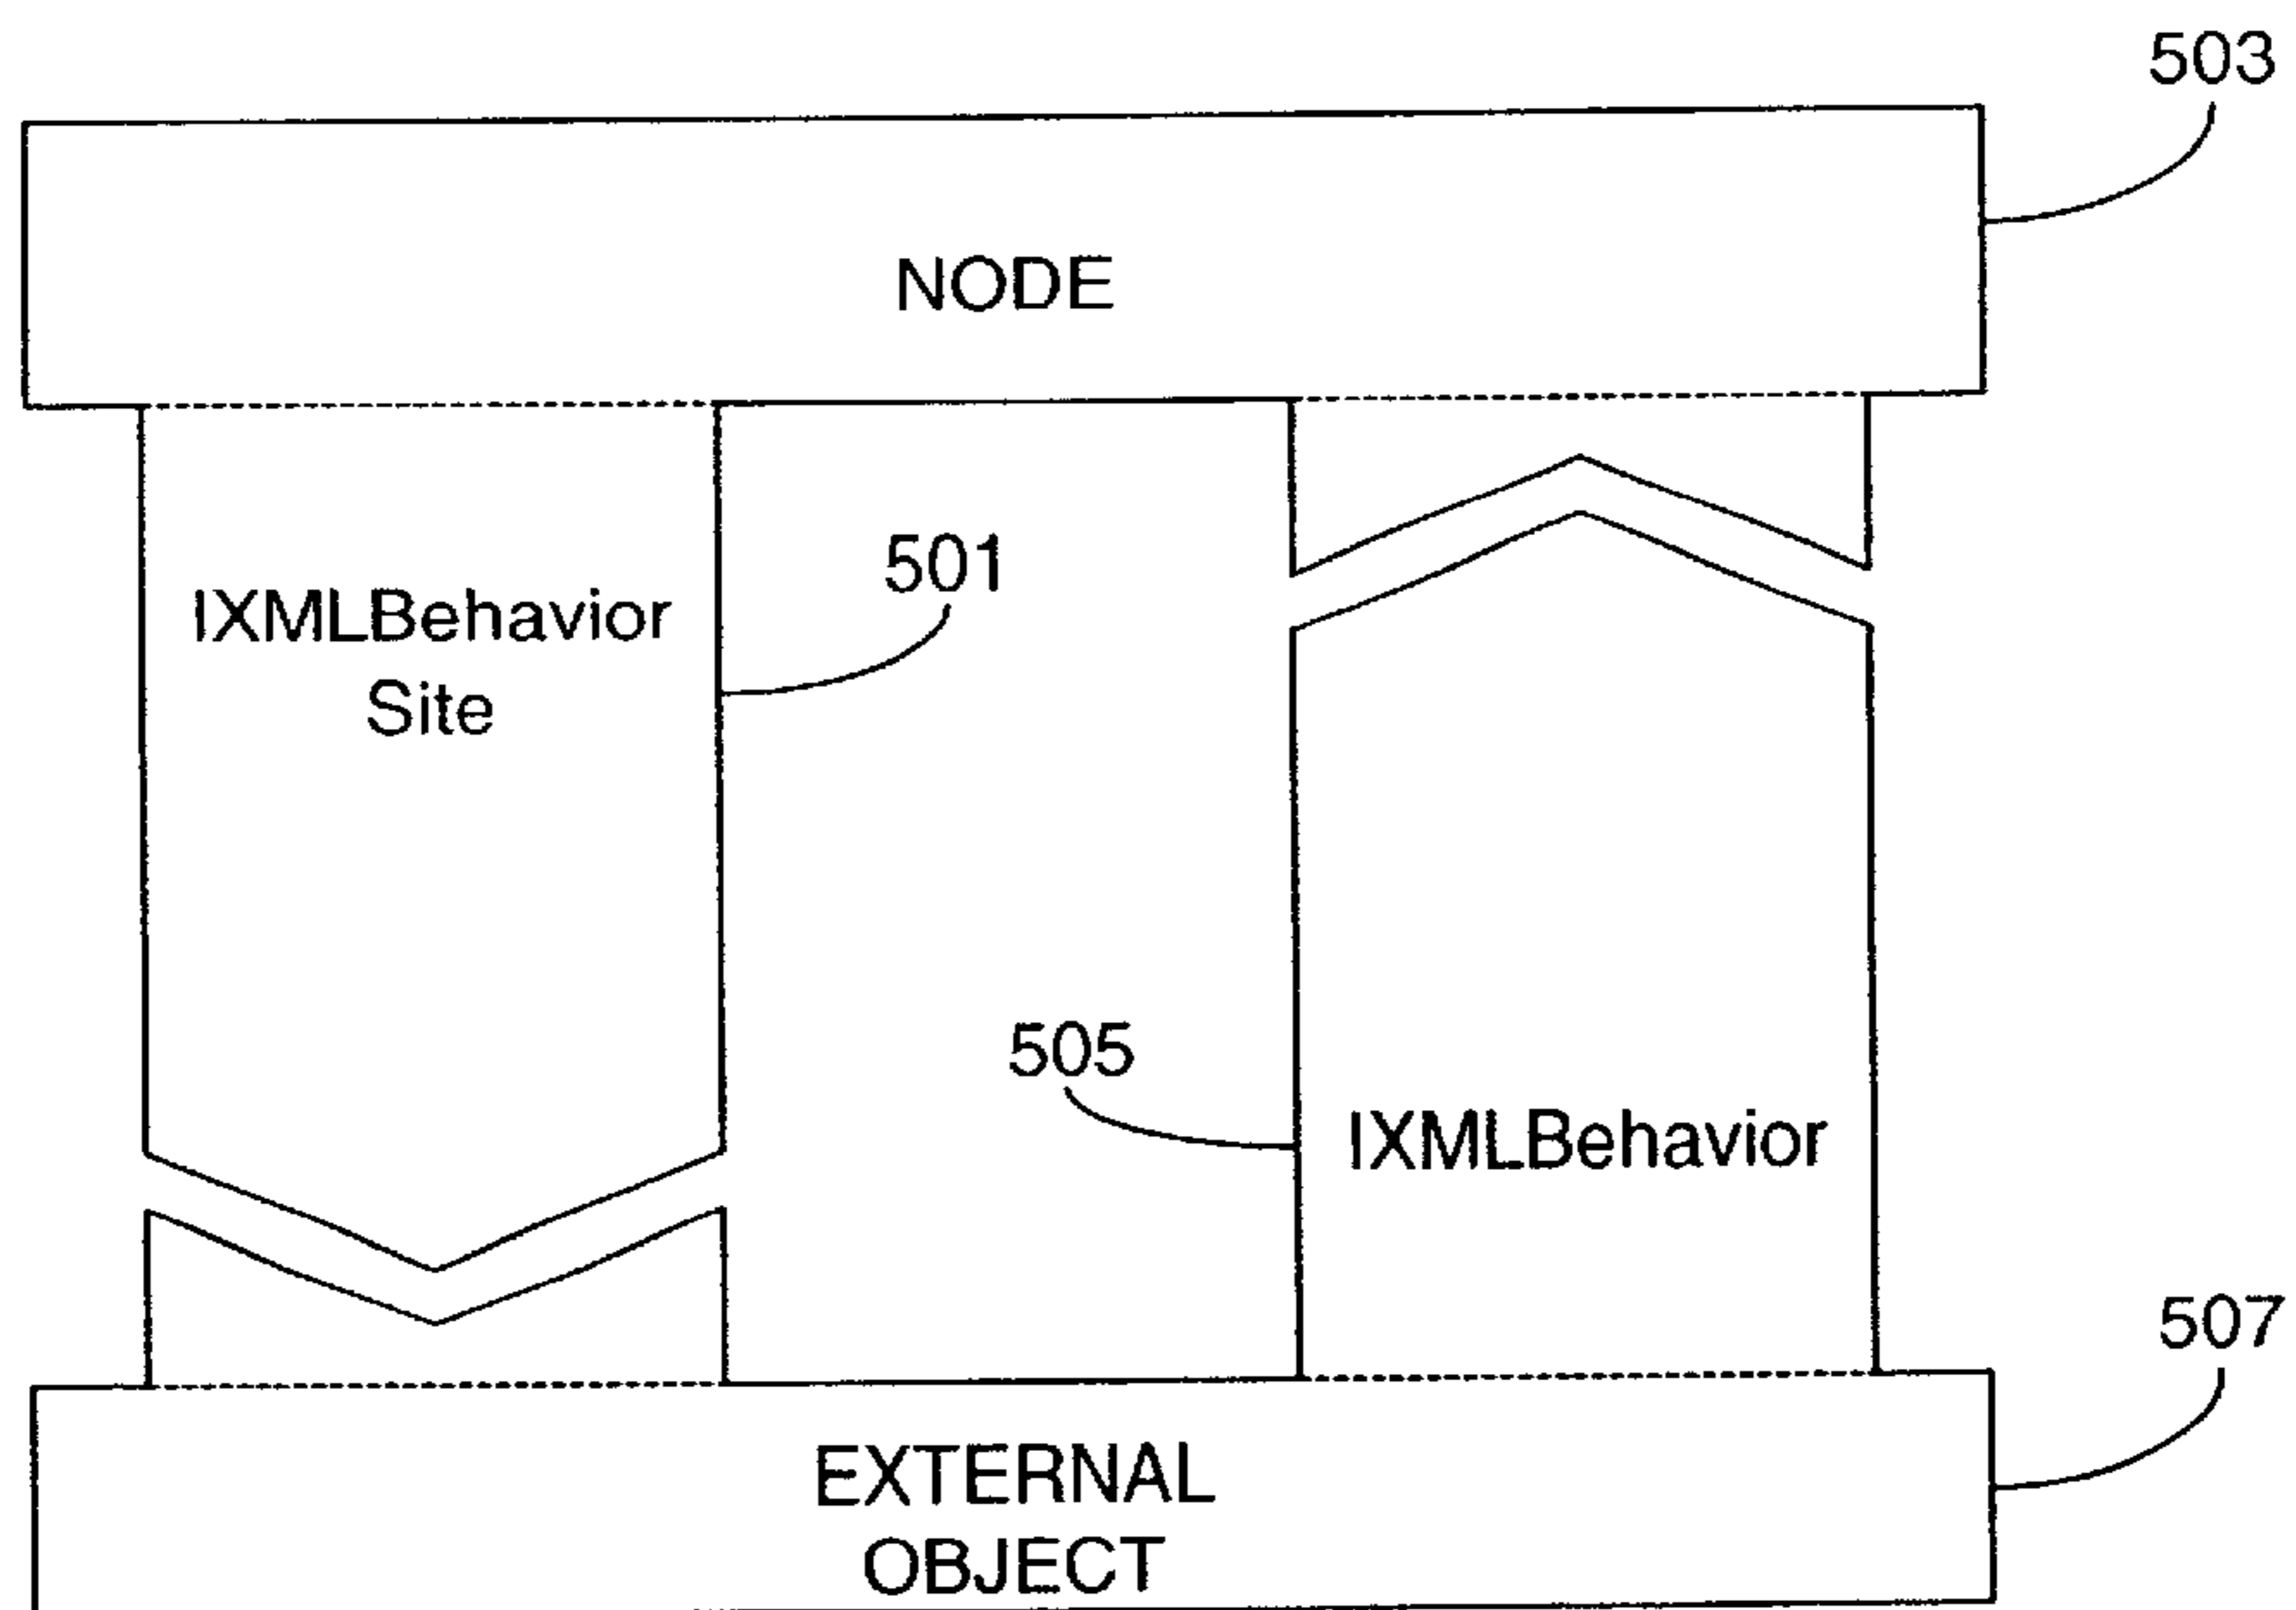 503
NODE
501
IXMLBehavior
Site
505
IXMLBehavior
507
EXTERNAL
OBJECT